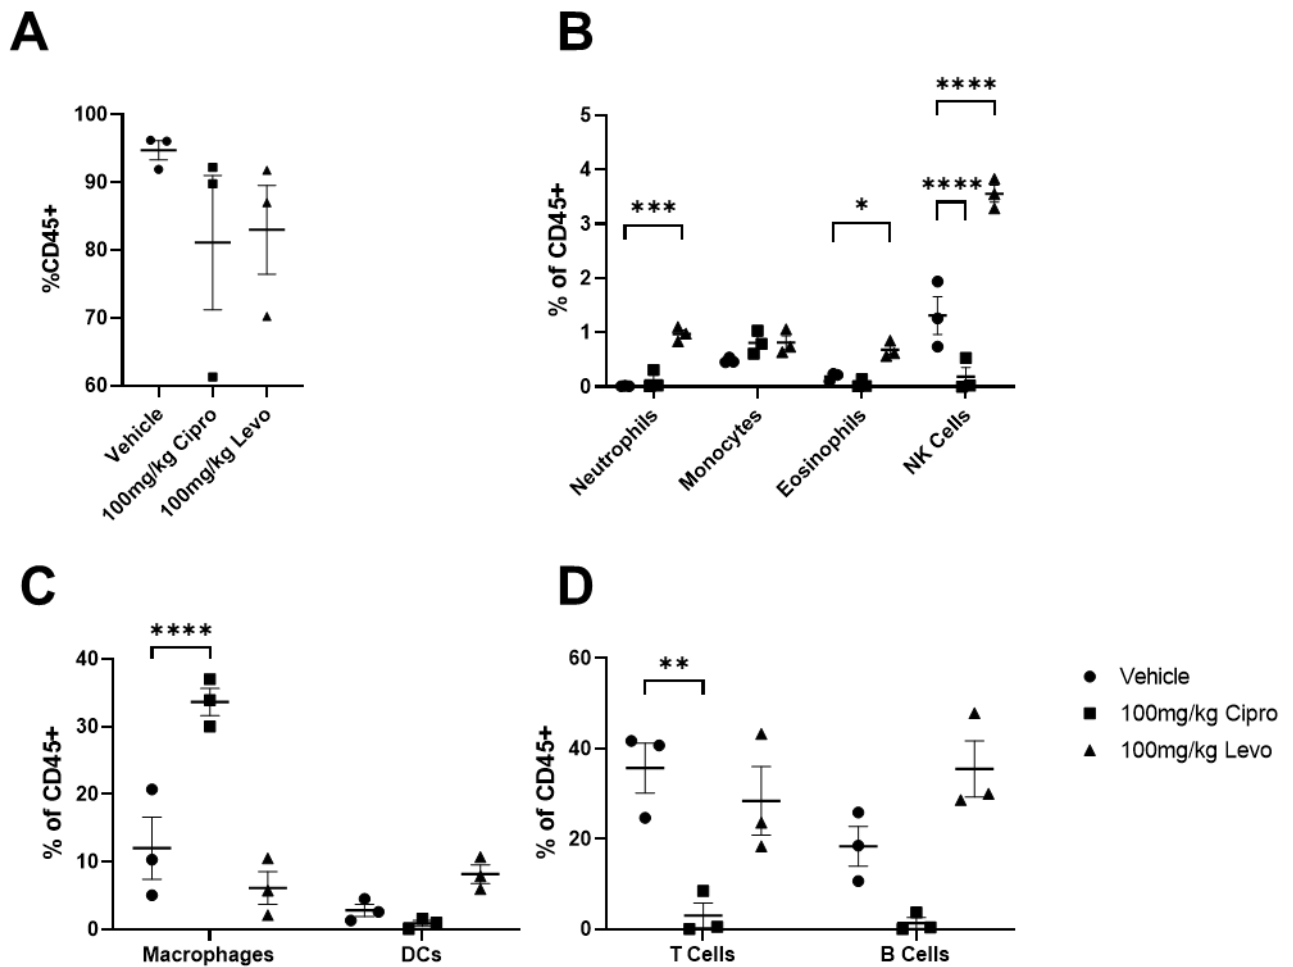 A
%CD45+
100
90
80
70
60
Vehicle
100mg/kg Cipro
100mg/kg Levo
B
% of CD45+
5
4
3
2
1
0
***
*
****
****
Neutrophils
Monocytes
Eosinophils
NK Cells
C
% of CD45+
40
30
20
10
0
****
Macrophages
DCs
D
% of CD45+
60
40
20
0
**
T Cells
B Cells
Vehicle
100mg/kg Cipro
100mg/kg Levo